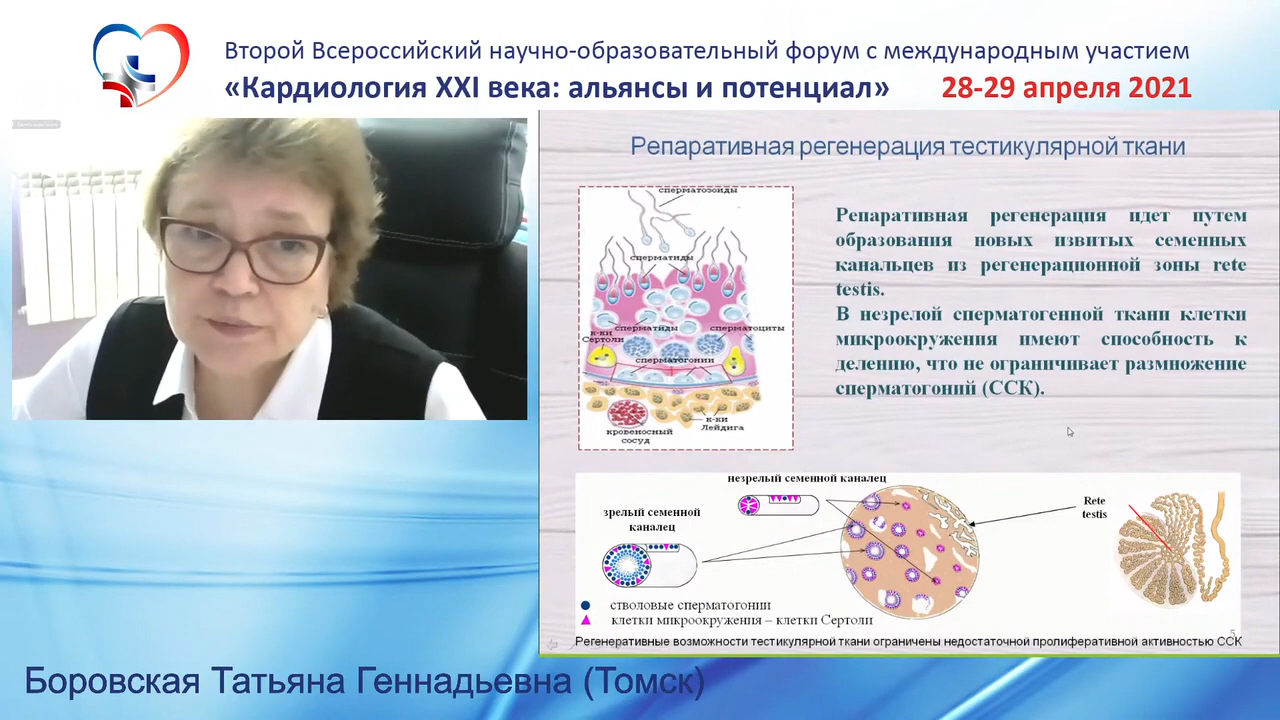 Второй Всероссийский научно-образовательный форум с международным участием
«Кардиология XXI века: альянсы и потенциал» 28-29 апреля 2021
Репаративная регенерация тестикулярной ткани
сперматозоиды
сперматиды
сперматиды
сперматоциты
к-ки
Сертоли
сперматогонии
к-ки
Лейдига
кровеносный
сосуд
Репаративная регенерация идет путем
образования новых извитых семенных
канальцев из регенерационной зоны rete
testis.
В незрелой сперматогенной ткани клетки
микроокружения имеют способность к
делению, что не ограничивает размножение
сперматогоний (ССК).
незрелый семенной каналец
зрелый семенной
каналец
Rete
testis
стволовые сперматогонии
клетки микроокружения – клетки Сертоли
5
Регенеративные возможности тестикулярной ткани ограничены недостаточной пролиферативной активностью ССК
Боровская Татьяна Геннадьевна (Томск)